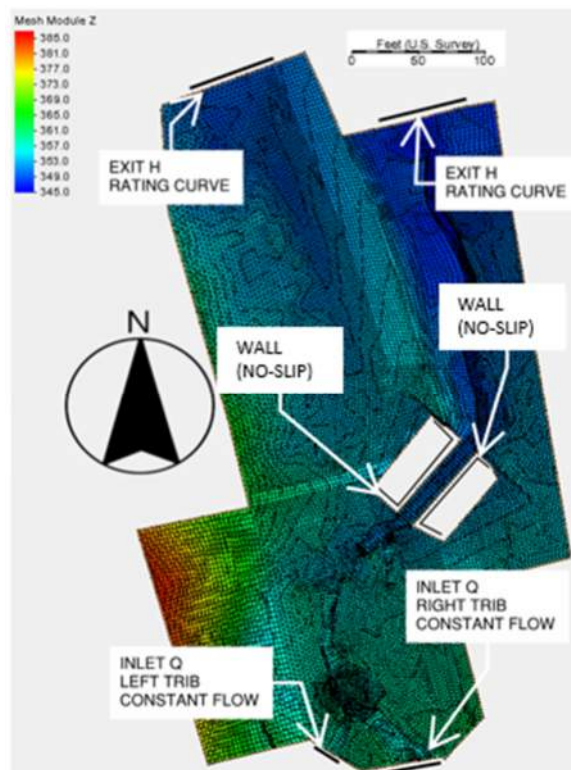 Mesh Module Z
385.0
381.0
377.0
373.0
369.0
365.0
361.0
357.0
353.0
349.0
345.0
Feet (U.S. Survey)
0 50 100
EXIT H
RATING CURVE
EXIT H
RATING CURVE
WALL
(NO-SLIP)
N
WALL
(NO-SLIP)
INLET Q
RIGHT TRIB
CONSTANT FLOW
INLET Q
LEFT TRIB
CONSTANT FLOW